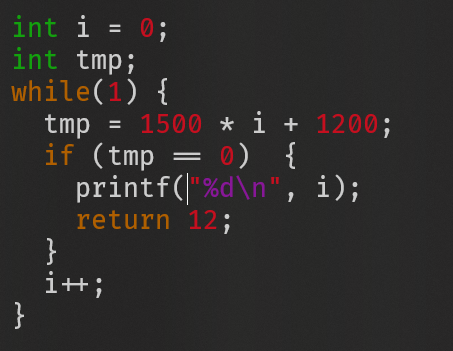 int i = 0;
int tmp;
while(1) {
  tmp = 1500 * i + 1200;
  if (tmp == 0)  {
    printf("%d\n", i);
    return 12;
  }
  i++;
}